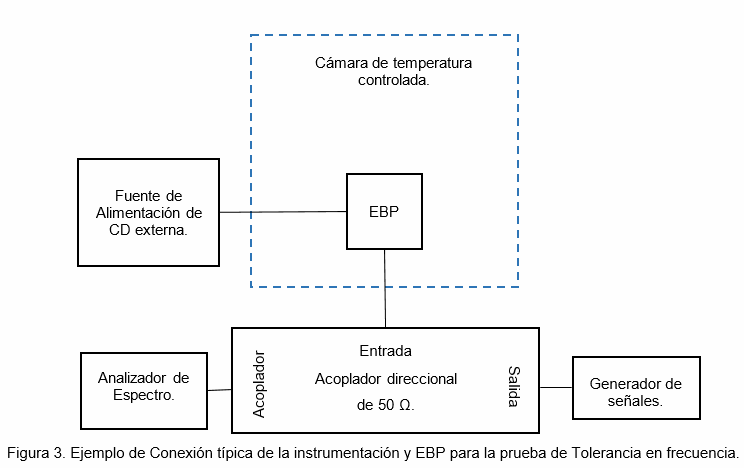 Cámara de temperatura
controlada.
Fuente de
Alimentación de
CD externa.
EBP
Analizador de
Espectro.
Acoplador
Entrada
Acoplador direccional
de 50 Ω.
Salida
Generador de
señales.
Figura 3. Ejemplo de Conexión típica de la instrumentación y EBP para la prueba de Tolerancia en frecuencia.